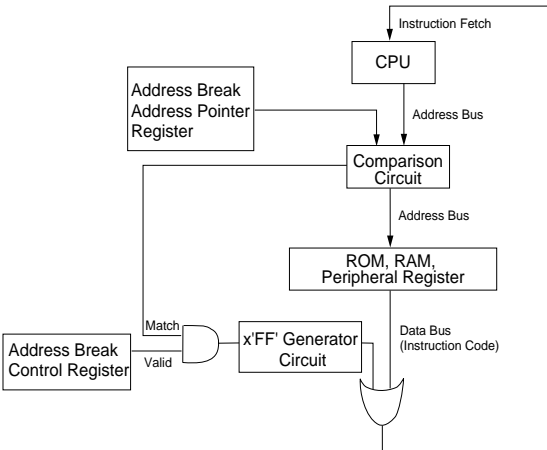 Instruction Fetch
CPU
Address Break
Address Pointer
Register
Address Bus
Comparison
Circuit
Address Bus
ROM, RAM,
Peripheral Register
Match
x'FF' Generator
Circuit
Data Bus
(Instruction Code)
Address Break
Control Register
Valid